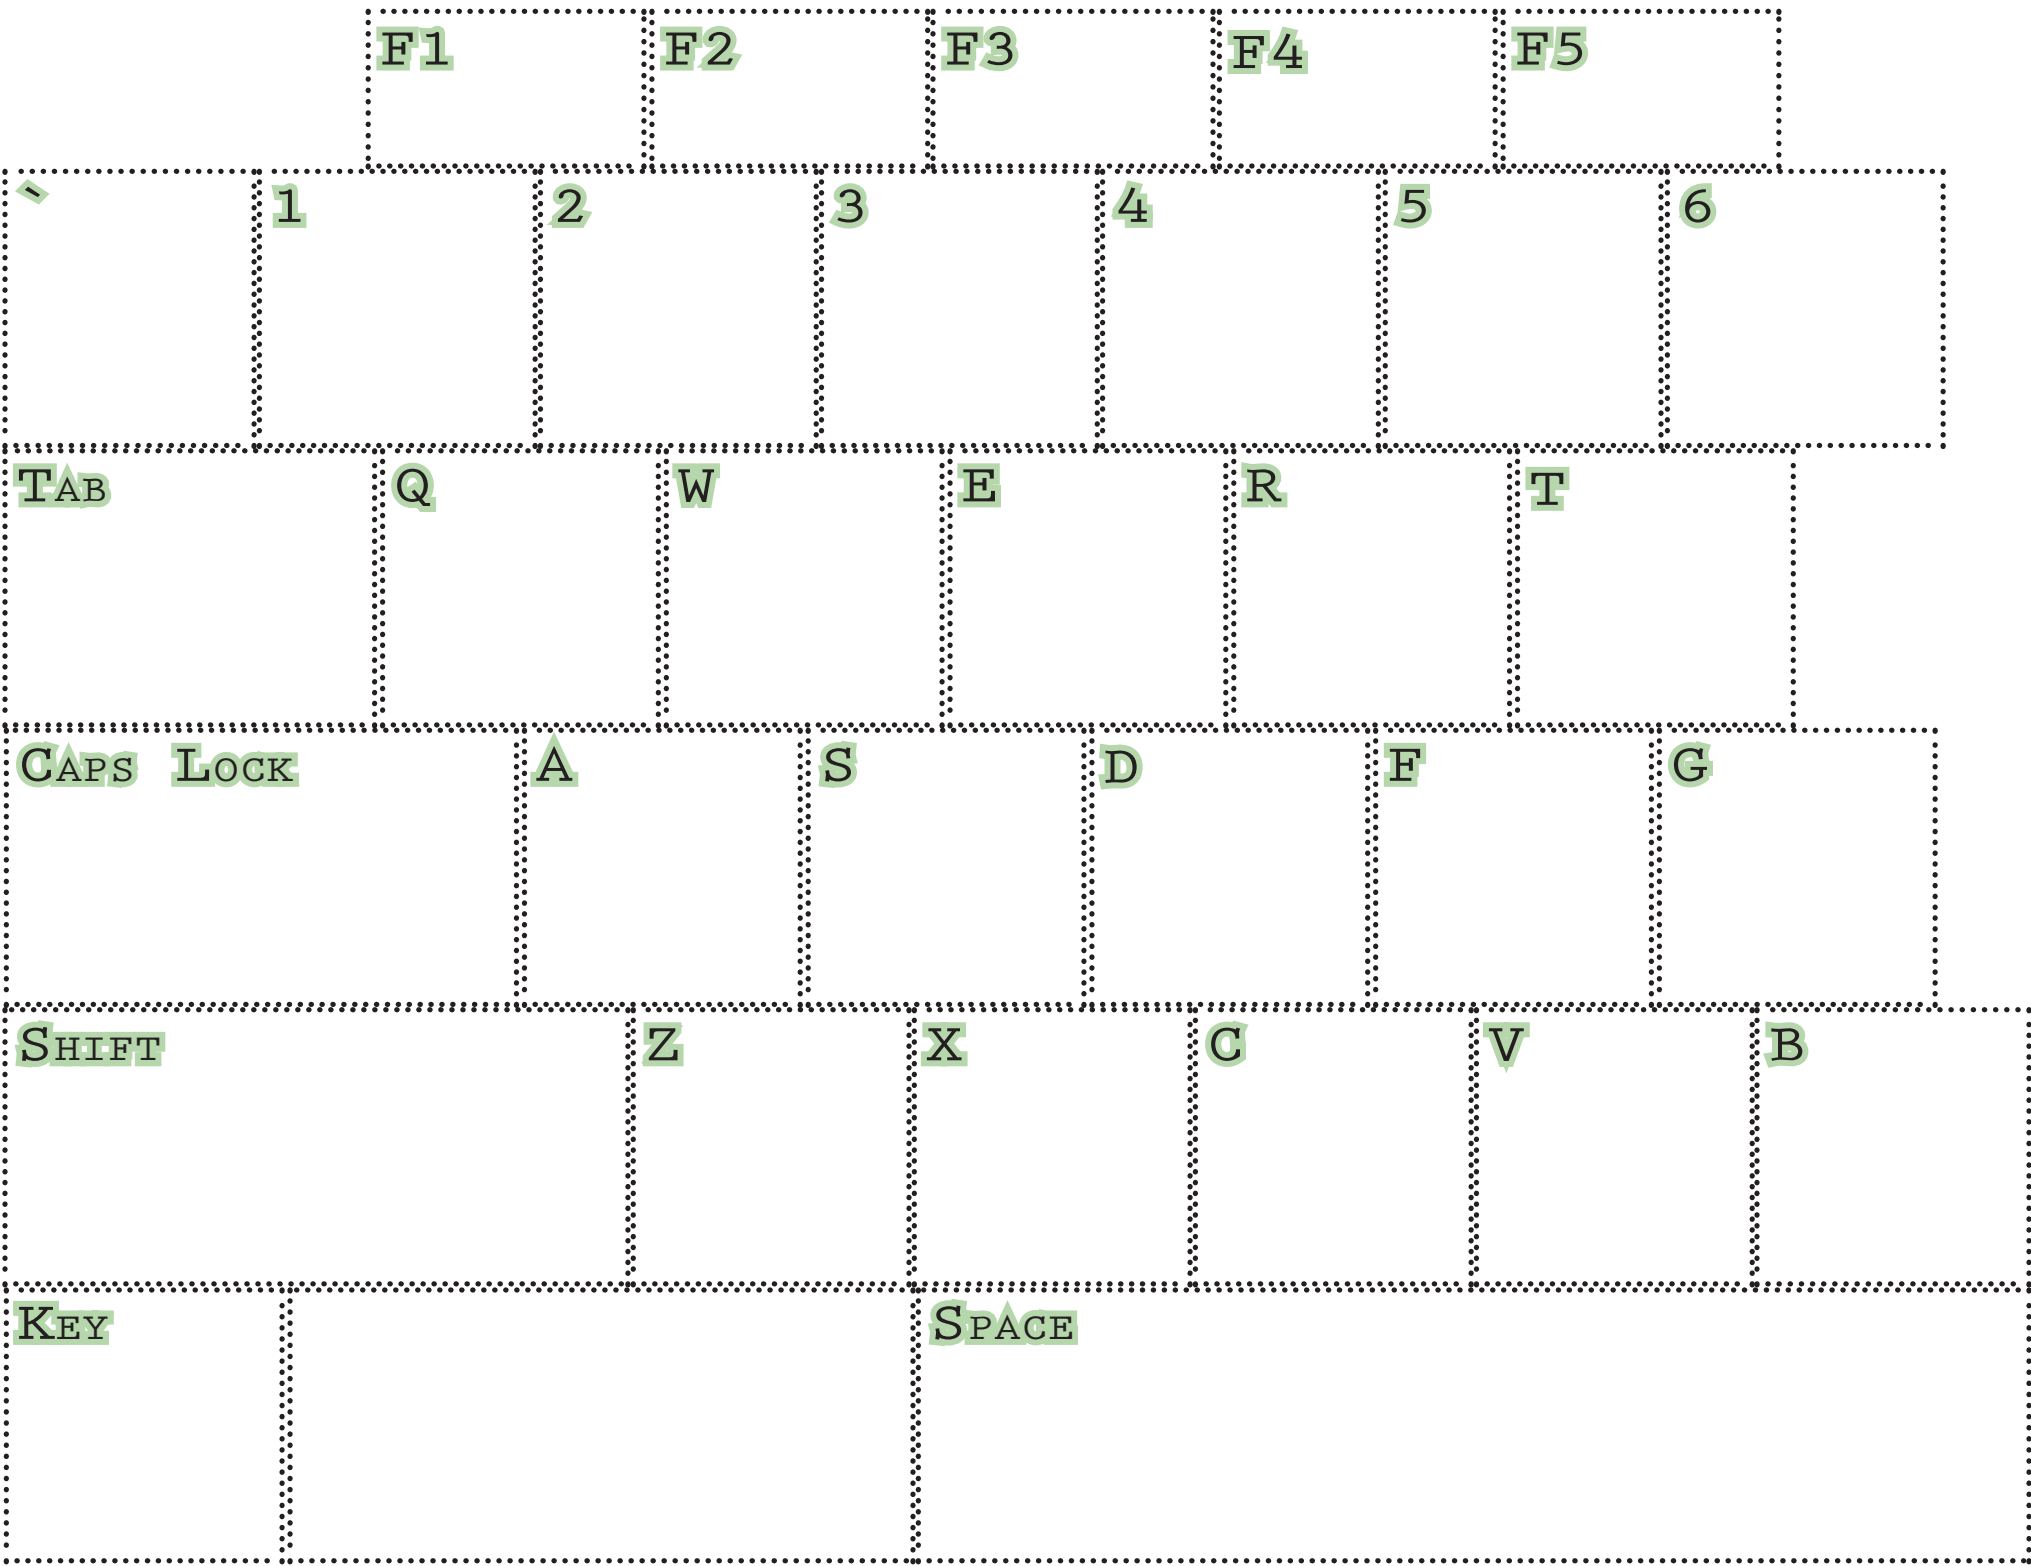 F1 F2 F3 F4 F5
` 1 2 3 4 5 6
Tab Q W E R T
Caps Lock A S D F G
Shift Z X C V B
Key Space